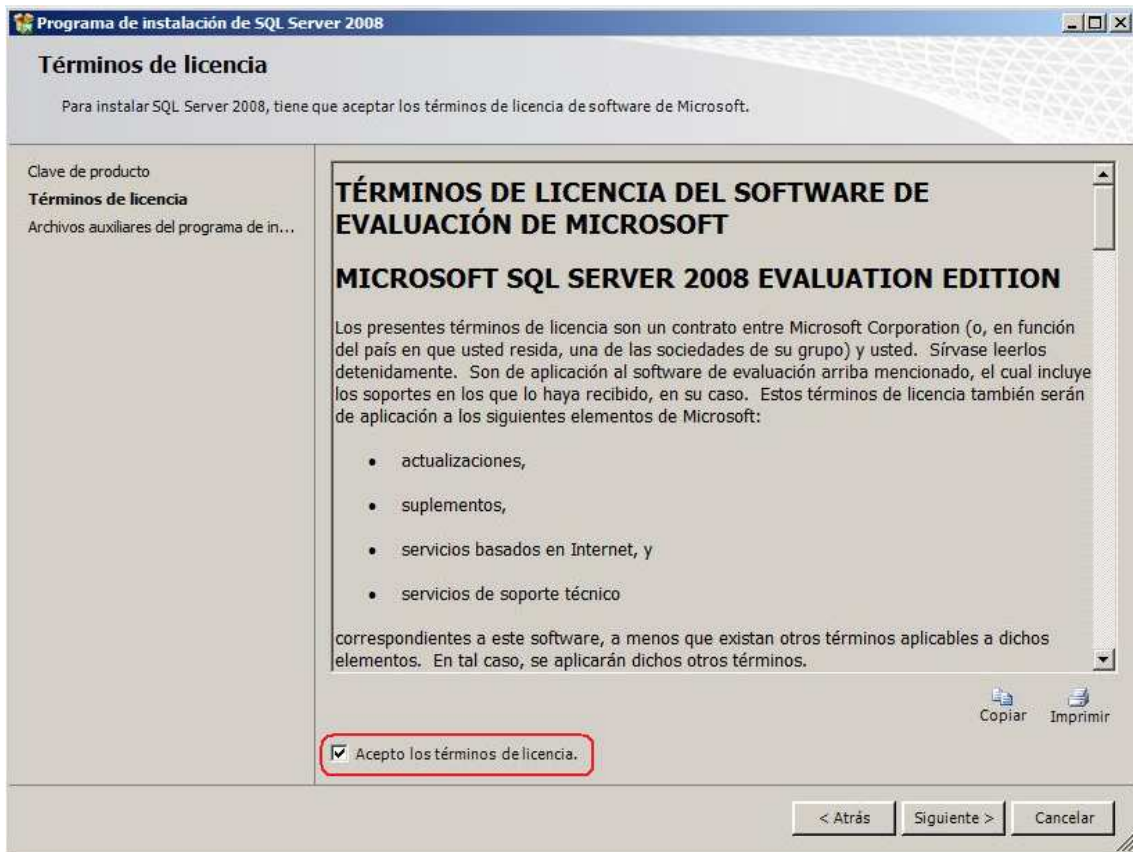 Programa de instalación de SQL Server 2008
Términos de licencia
Para instalar SQL Server 2008, tiene que aceptar los términos de licencia de software de Microsoft.
Clave de producto
Términos de licencia
Archivos auxiliares del programa de in...
TÉRMINOS DE LICENCIA DEL SOFTWARE DE
EVALUACIÓN DE MICROSOFT
MICROSOFT SQL SERVER 2008 EVALUATION EDITION
Los presentes términos de licencia son un contrato entre Microsoft Corporation (o, en función
del país en que usted resida, una de las sociedades de su grupo) y usted.  Sírvase leerlos
detenidamente.  Son de aplicación al software de evaluación arriba mencionado, el cual incluye
los soportes en los que lo haya recibido, en su caso.  Estos términos de licencia también serán
de aplicación a los siguientes elementos de Microsoft:
• actualizaciones,
• suplementos,
• servicios basados en Internet, y
• servicios de soporte técnico
correspondientes a este software, a menos que existan otros términos aplicables a dichos
elementos.  En tal caso, se aplicarán dichos otros términos.
Copiar Imprimir
Acepto los términos de licencia.
< Atrás Siguiente > Cancelar